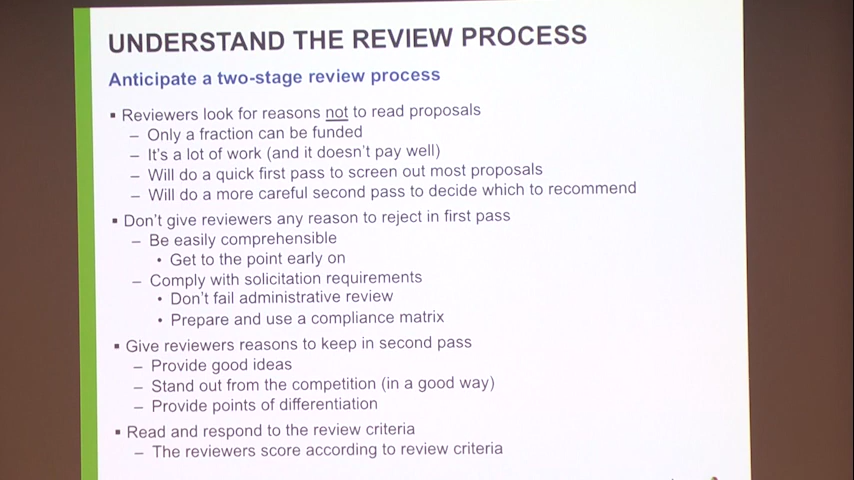 UNDERSTAND THE REVIEW PROCESS
Anticipate a two-stage review process
▪ Reviewers look for reasons not to read proposals
– Only a fraction can be funded
– It's a lot of work (and it doesn't pay well)
– Will do a quick first pass to screen out most proposals
– Will do a more careful second pass to decide which to recommend
▪ Don't give reviewers any reason to reject in first pass
– Be easily comprehensible
• Get to the point early on
– Comply with solicitation requirements
• Don't fail administrative review
• Prepare and use a compliance matrix
▪ Give reviewers reasons to keep in second pass
– Provide good ideas
– Stand out from the competition (in a good way)
– Provide points of differentiation
▪ Read and respond to the review criteria
– The reviewers score according to review criteria